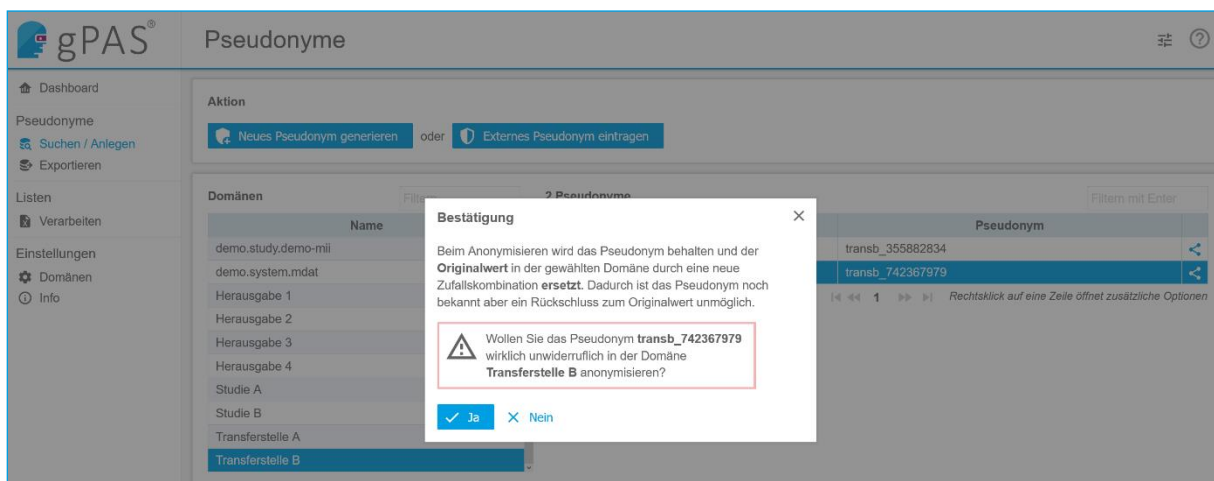 gPAS®
Pseudonyme
Dashboard
Pseudonyme
Suchen / Anlegen
Exportieren
Listen
Verarbeiten
Einstellungen
Domänen
Info
Aktion
Neues Pseudonym generieren oder Externes Pseudonym eintragen
Domänen
2 Pseudonyme
Filtern mit Enter
Name
Pseudonym
demo.study.demo-mii
demo.system.mdat
Herausgabe 1
Herausgabe 2
Herausgabe 3
Herausgabe 4
Studie A
Studie B
Transferstelle A
Transferstelle B
transb_355882834
transb_742367979
1
Rechtsklick auf eine Zeile öffnet zusätzliche Optionen
Bestätigung
Beim Anonymisieren wird das Pseudonym behalten und der
Originalwert in der gewählten Domäne durch eine neue
Zufallskombination ersetzt. Dadurch ist das Pseudonym noch
bekannt aber ein Rückschluss zum Originalwert unmöglich.
Wollen Sie das Pseudonym transb_742367979
wirklich unwiderruflich in der Domäne
Transferstelle B anonymisieren?
Ja
Nein